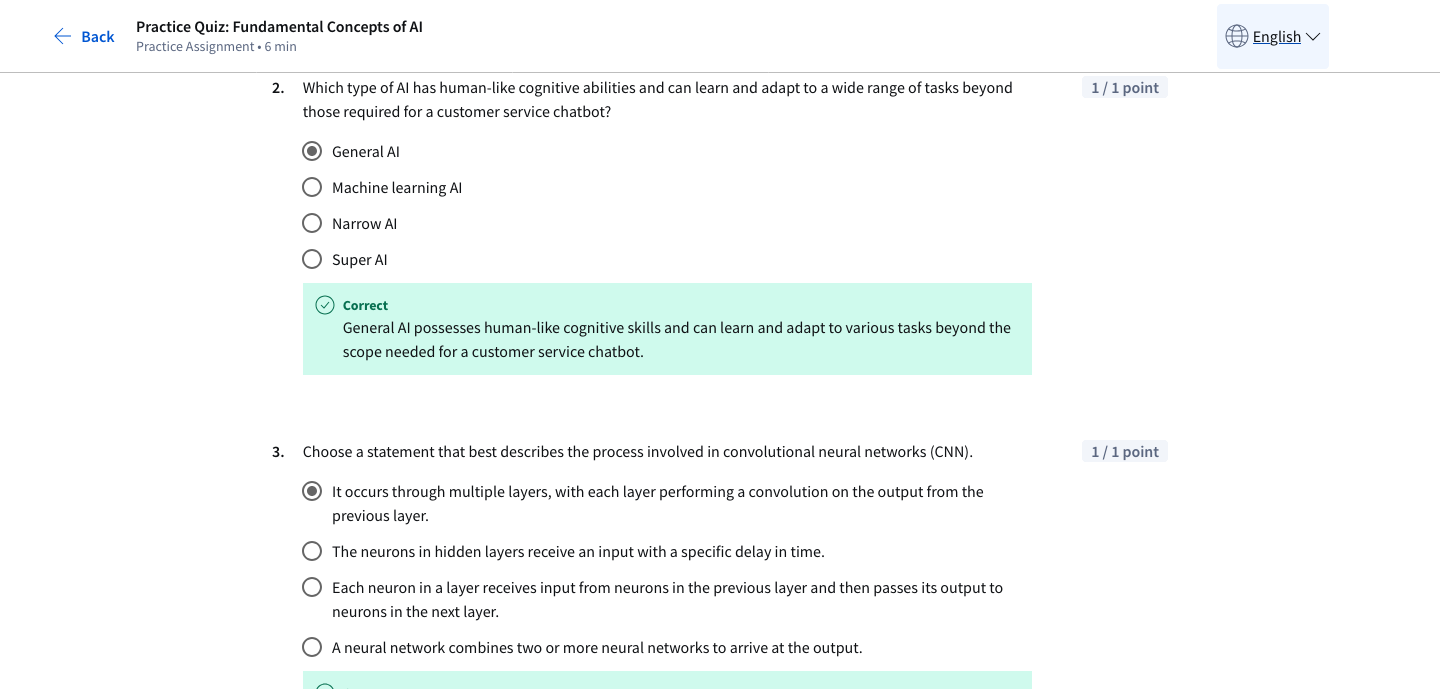 Back
Practice Quiz: Fundamental Concepts of AI
Practice Assignment • 6 min
English
2. Which type of AI has human-like cognitive abilities and can learn and adapt to a wide range of tasks beyond
those required for a customer service chatbot?
1 / 1 point
General AI
Machine learning AI
Narrow AI
Super AI
Correct
General AI possesses human-like cognitive skills and can learn and adapt to various tasks beyond the
scope needed for a customer service chatbot.
3. Choose a statement that best describes the process involved in convolutional neural networks (CNN).
1 / 1 point
It occurs through multiple layers, with each layer performing a convolution on the output from the
previous layer.
The neurons in hidden layers receive an input with a specific delay in time.
Each neuron in a layer receives input from neurons in the previous layer and then passes its output to
neurons in the next layer.
A neural network combines two or more neural networks to arrive at the output.